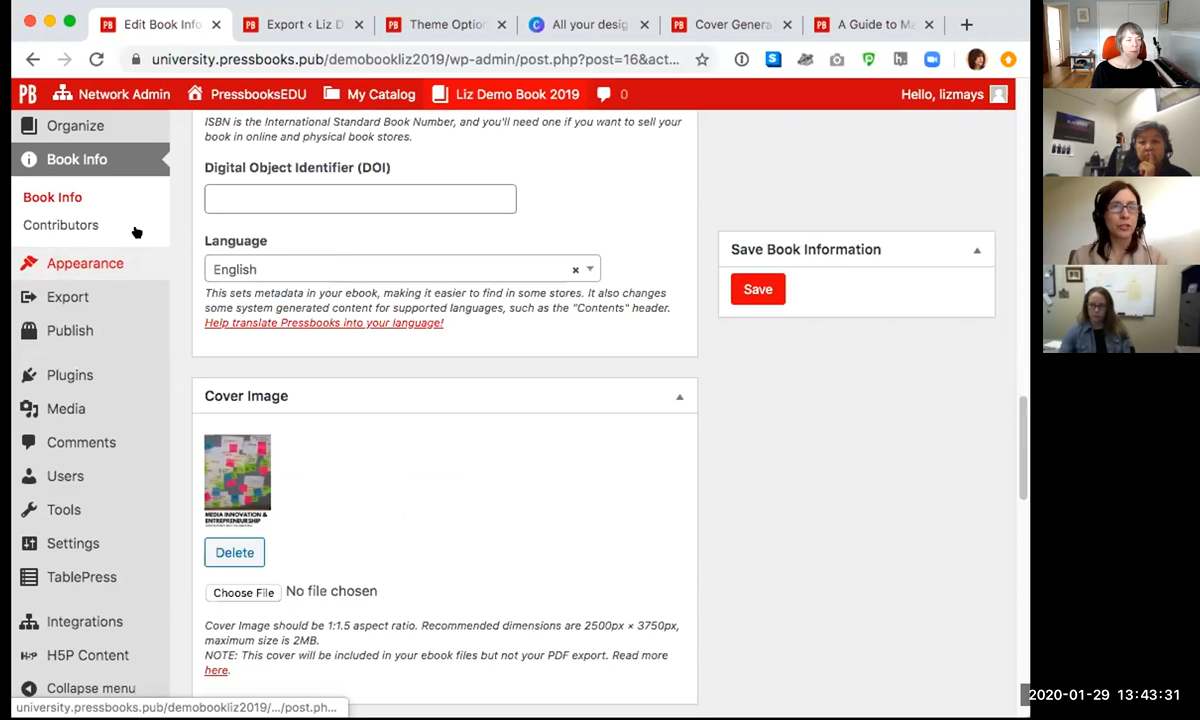 Edit Book Info
Export ‹ Liz D
Theme Option
All your desig
Cover Genera
A Guide to Ma
university.pressbooks.pub/demobookliz2019/wp-admin/post.php?post=16&act...
PB
Network Admin
PressbooksEDU
My Catalog
Liz Demo Book 2019
0
Hello, lizmays
Organize
Book Info
Book Info
Contributors
Appearance
Export
Publish
Plugins
Media
Comments
Users
Tools
Settings
TablePress
Integrations
H5P Content
Collapse menu
ISBN is the International Standard Book Number, and you'll need one if you want to sell your
book in online and physical book stores.
Digital Object Identifier (DOI)
Language
English
This sets metadata in your ebook, making it easier to find in some stores. It also changes
some system generated content for supported languages, such as the "Contents" header.
Help translate Pressbooks into your language!
Cover Image
MEDIA INNOVATION &
ENTREPRENEURSHIP
Delete
Choose File No file chosen
Cover Image should be 1:1.5 aspect ratio. Recommended dimensions are 2500px × 3750px,
maximum size is 2MB.
NOTE: This cover will be included in your ebook files but not your PDF export. Read more
here.
Save Book Information
Save
university.pressbooks.pub/demobookliz2019/.../post.ph...
2020-01-29 13:43:31